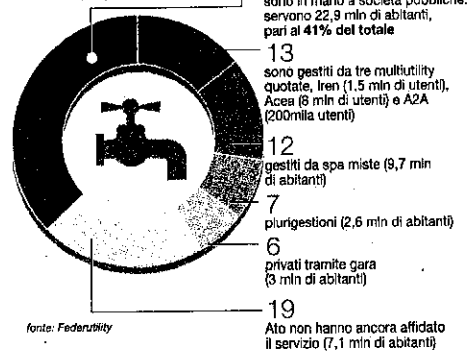 sono in mano a società pubbliche:
servono 22,9 mln di abitanti,
pari al 41% del totale
13
sono gestiti da tre multiutility
quotate, Iren (1.5 mln di utenti),
Acea (8 mln di utenti) e A2A
(200mila utenti)
12
gestiti da spa miste (9,7 mln
di abitanti)
7
plurigestioni (2,6 mln di abitanti)
6
privati tramite gara
(3 mln di abitanti)
19
Ato non hanno ancora affidato
il servizio (7,1 mln di abitanti)
fonte: Federutility